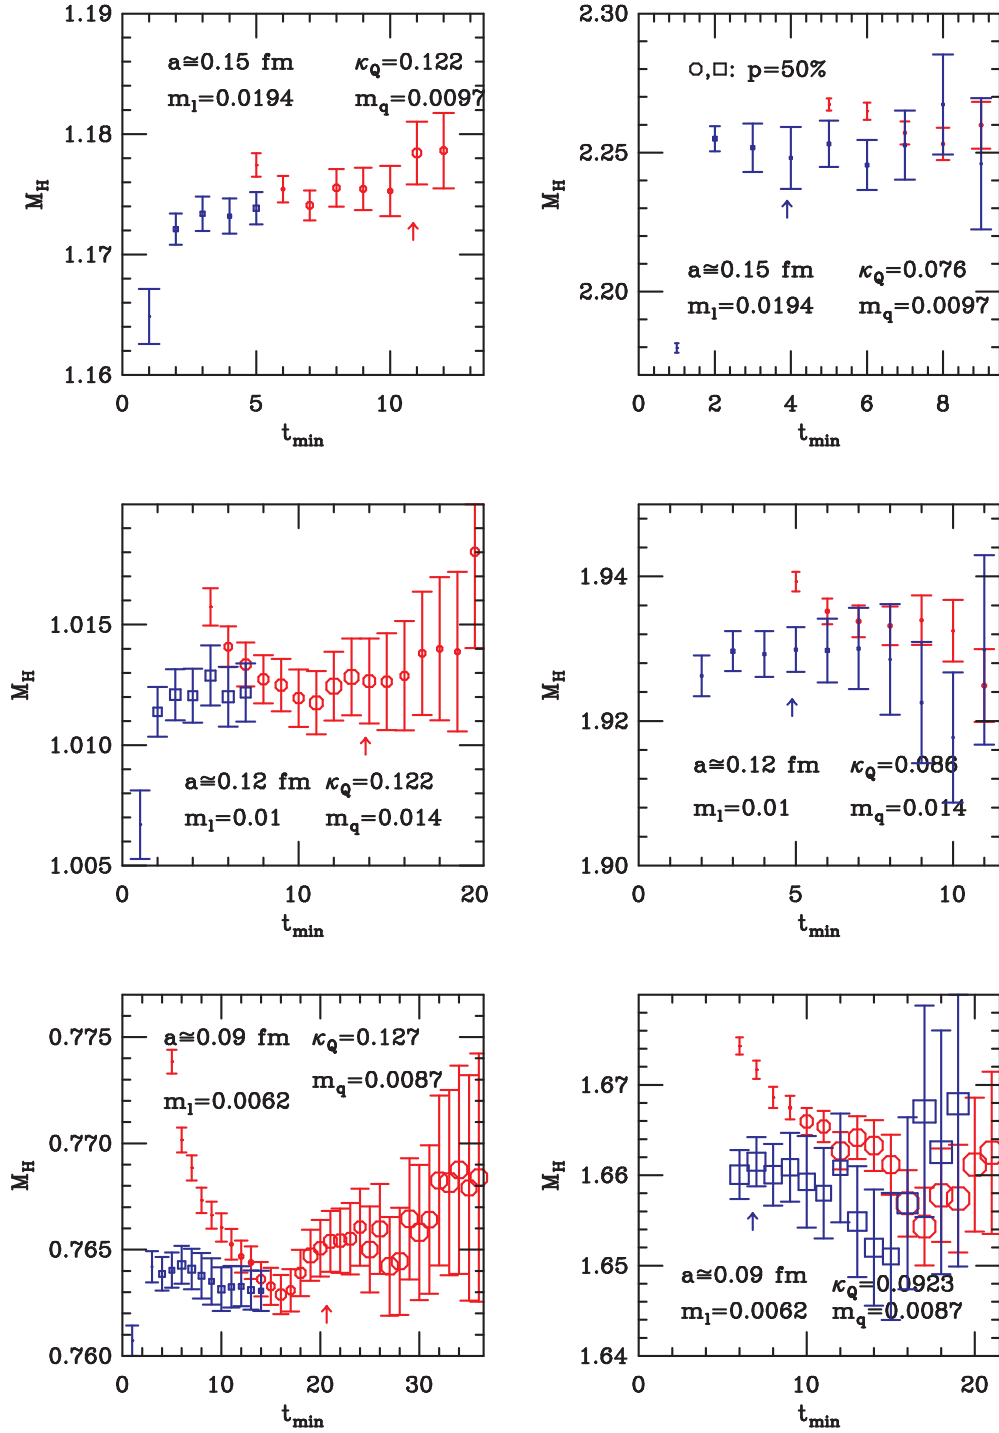 1.19
a≅0.15 fm κ_Q=0.122
m_l=0.0194 m_q=0.0097
1.18
M_H
1.17
1.16
0 5 10
t_min
2.30
○,□: p=50%
2.25
M_H
a≅0.15 fm κ_Q=0.076
2.20
m_l=0.0194 m_q=0.0097
0 2 4 6 8
t_min
1.015
M_H
1.010
a≅0.12 fm κ_Q=0.122
m_l=0.01 m_q=0.014
1.005
0 10 20
t_min
1.94
M_H
1.92
a≅0.12 fm κ_Q=0.086
m_l=0.01 m_q=0.014
1.90
0 5 10
t_min
0.775
a≅0.09 fm κ_Q=0.127
m_q=0.0087
m_l=0.0062
0.770
M_H
0.765
0.760
0 10 20 30
t_min
1.67
M_H
1.66
1.65
a≅0.09 fm κ_Q=0.0923
m_l=0.0062 m_q=0.0087
1.64
0 10 20
t_min